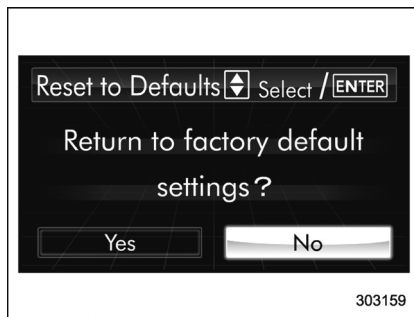 Reset to Defaults Select / ENTER
Return to factory default
settings?
Yes No
303159